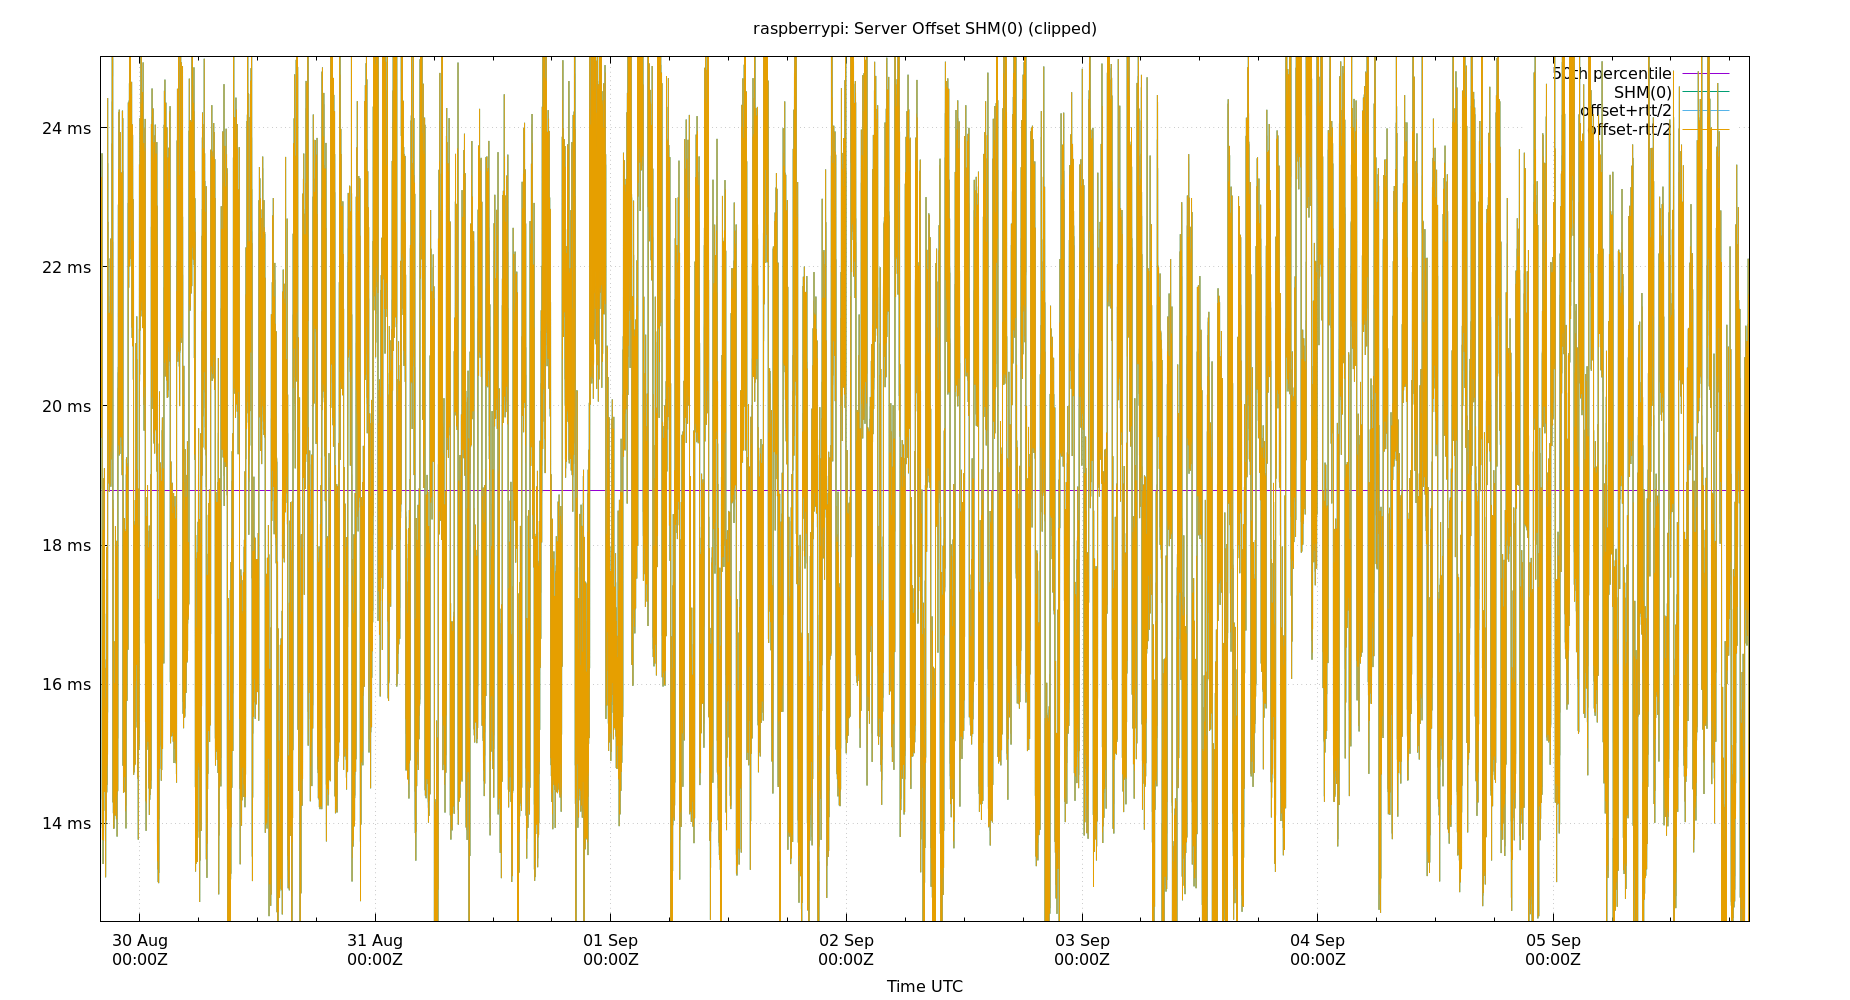 raspberrypi: Server Offset SHM(0) (clipped)
50th percentile
SHM(0)
offset+rtt/2
offset-rtt/2
24 ms
22 ms
20 ms
18 ms
16 ms
14 ms
30 Aug 31 Aug 01 Sep 02 Sep 03 Sep 04 Sep 05 Sep
00:00Z 00:00Z 00:00Z 00:00Z 00:00Z 00:00Z 00:00Z
Time UTC